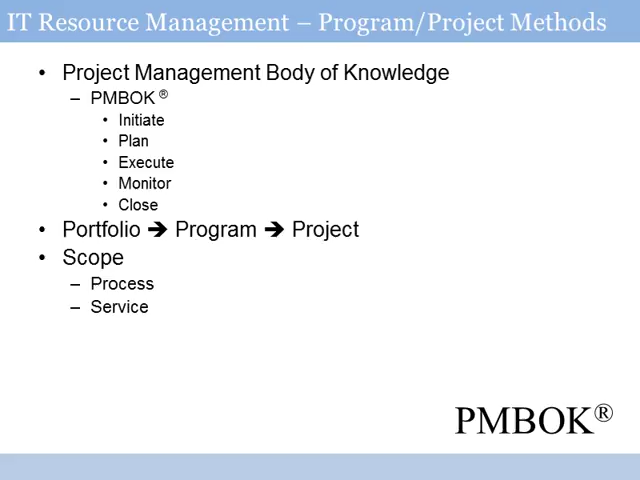 IT Resource Management – Program/Project Methods
• Project Management Body of Knowledge
– PMBOK ®
• Initiate
• Plan
• Execute
• Monitor
• Close
• Portfolio ➔ Program ➔ Project
• Scope
– Process
– Service
PMBOK®